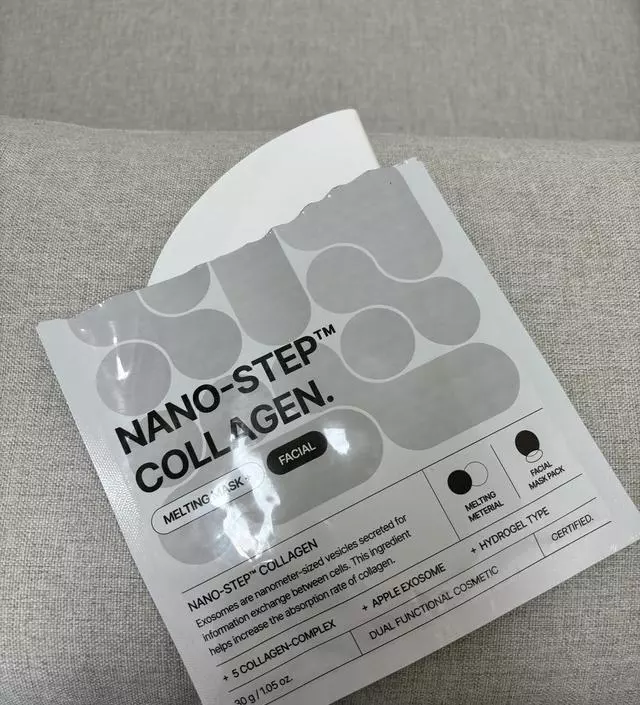 NANO-STEP™
COLLAGEN.
MELTING MASK
FACIAL
MELTING
METERIAL
FACIAL
MASK PACK
NANO-STEP™ COLLAGEN
Exosomes are nanometer-sized vesicles secreted for
information exchange between cells. This ingredient
helps increase the absorption rate of collagen.
+ 5 COLLAGEN-COMPLEX
+ APPLE EXOSOME
+ HYDROGEL TYPE
30 g / 1.05 oz.
DUAL FUNCTIONAL COSMETIC
CERTIFIED.